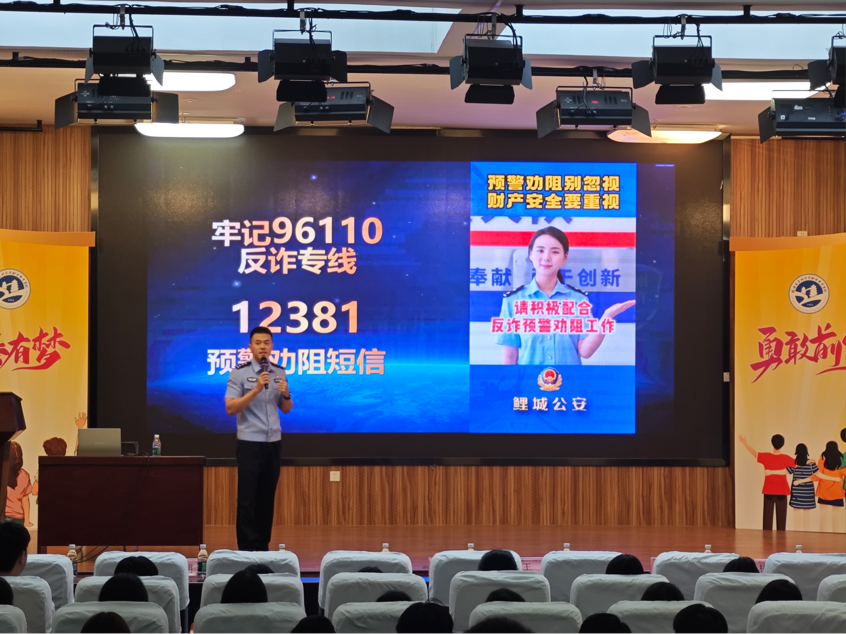 牢记96110
反诈专线
12381
预警劝阻短信
预警劝阻别忽视
财产安全要重视
奉献
创新
请积极配合
反诈预警劝阻工作
鲤城公安
有梦
勇敢前